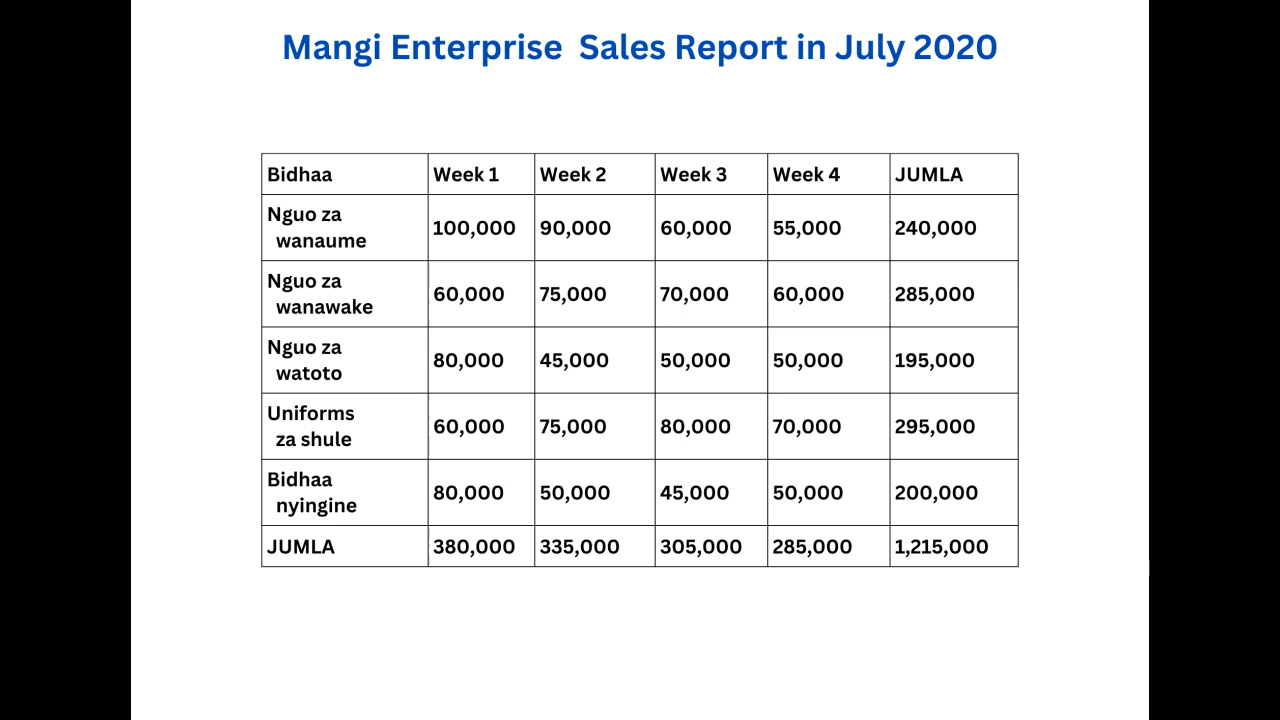 Mangi Enterprise  Sales Report in July 2020
Bidhaa Week 1 Week 2 Week 3 Week 4 JUMLA
Nguo za
wanaume 100,000 90,000 60,000 55,000 240,000
Nguo za
wanawake 60,000 75,000 70,000 60,000 285,000
Nguo za
watoto 80,000 45,000 50,000 50,000 195,000
Uniforms
za shule 60,000 75,000 80,000 70,000 295,000
Bidhaa
nyingine 80,000 50,000 45,000 50,000 200,000
JUMLA 380,000 335,000 305,000 285,000 1,215,000